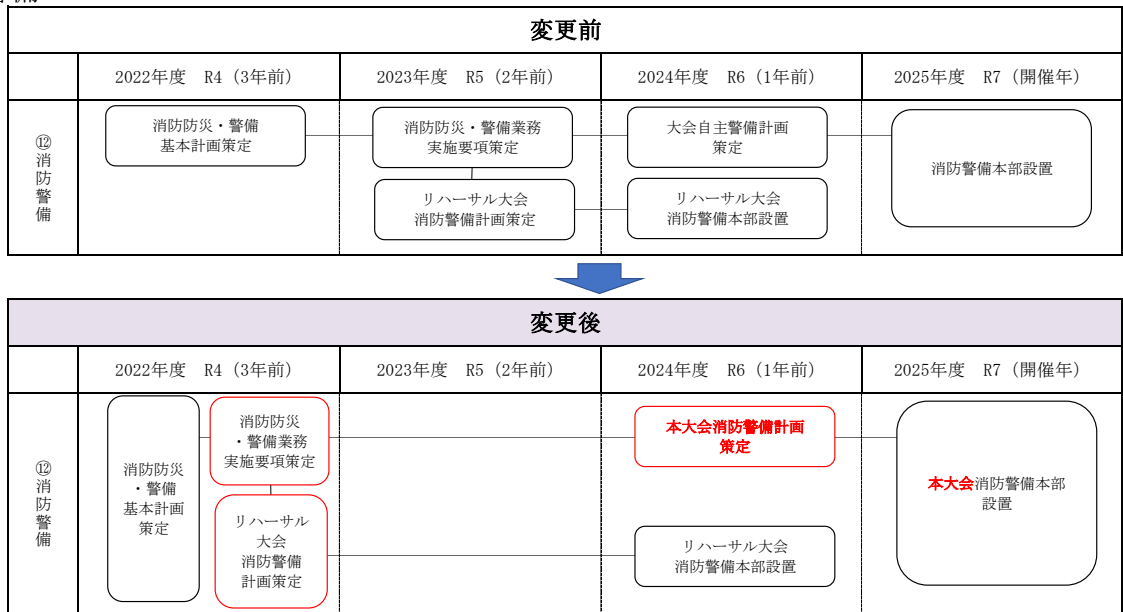 変更前
2022年度 R4（3年前）
2023年度 R5（2年前）
2024年度 R6（1年前）
2025年度 R7（開催年）
⑫消防警備
消防防災・警備
基本計画策定
消防防災・警備業務
実施要項策定
大会自主警備計画
策定
消防警備本部設置
リハーサル大会
消防警備計画策定
リハーサル大会
消防警備本部設置
変更後
2022年度 R4（3年前）
2023年度 R5（2年前）
2024年度 R6（1年前）
2025年度 R7（開催年）
⑫消防警備
消防防災
・警備
基本計画
策定
消防防災
・警備業務
実施要項策定
本大会消防警備計画
策定
本大会消防警備本部
設置
リハーサル
大会
消防警備
計画策定
リハーサル大会
消防警備本部設置